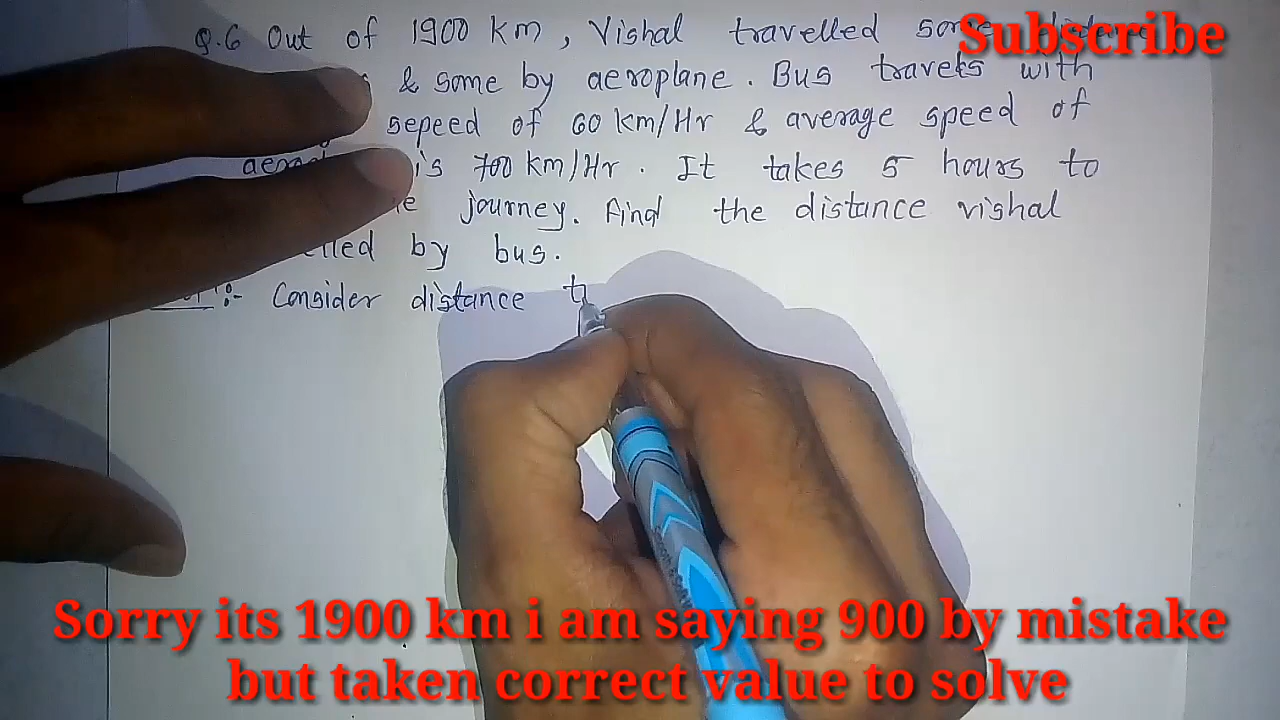 Q.6 Out of 1900 km, Vishal travelled some
Subscribe
& some by aeroplane. Bus travels with
sepeed of 60 km/Hr & average speed of
is 700 km/Hr. It takes 5 hours to
journey. Find the distance vishal
by bus.
:- Consider distance
Sorry its 1900 km i am saying 900 by mistake
but taken correct value to solve